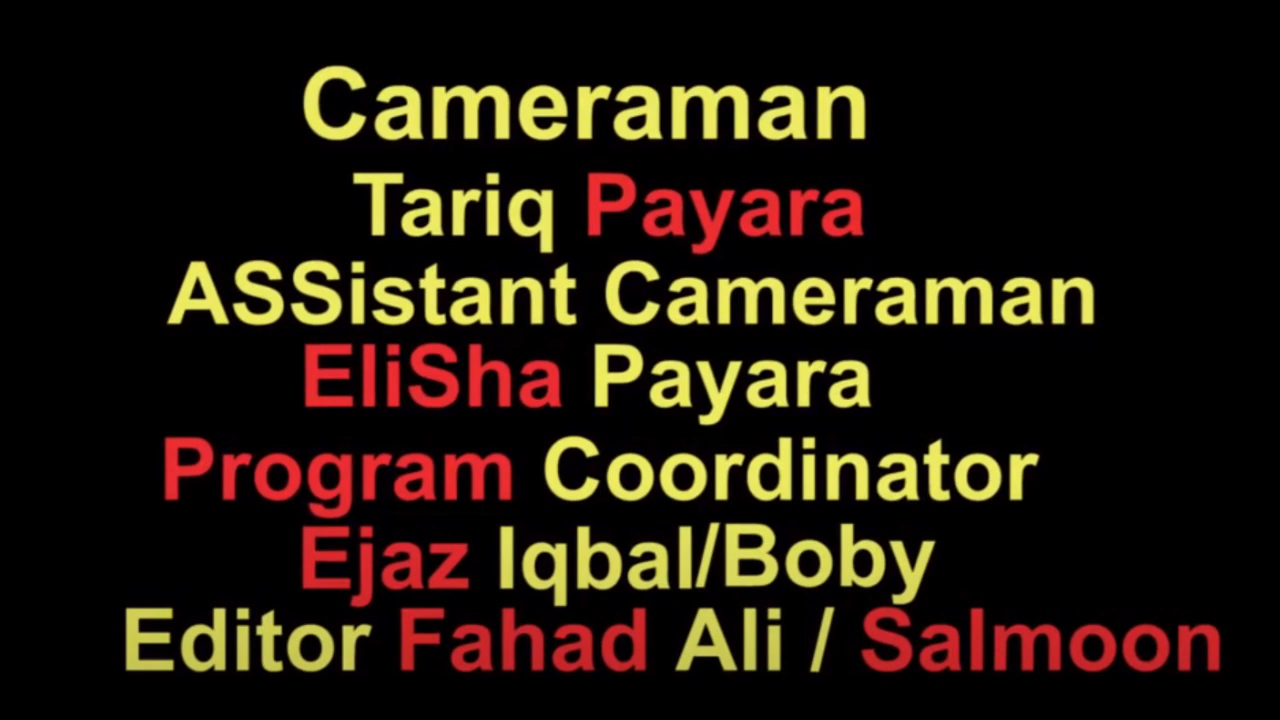 Cameraman
Tariq Payara
ASSistant Cameraman
EliSha Payara
Program Coordinator
Ejaz Iqbal/Boby
Editor Fahad Ali / Salmoon